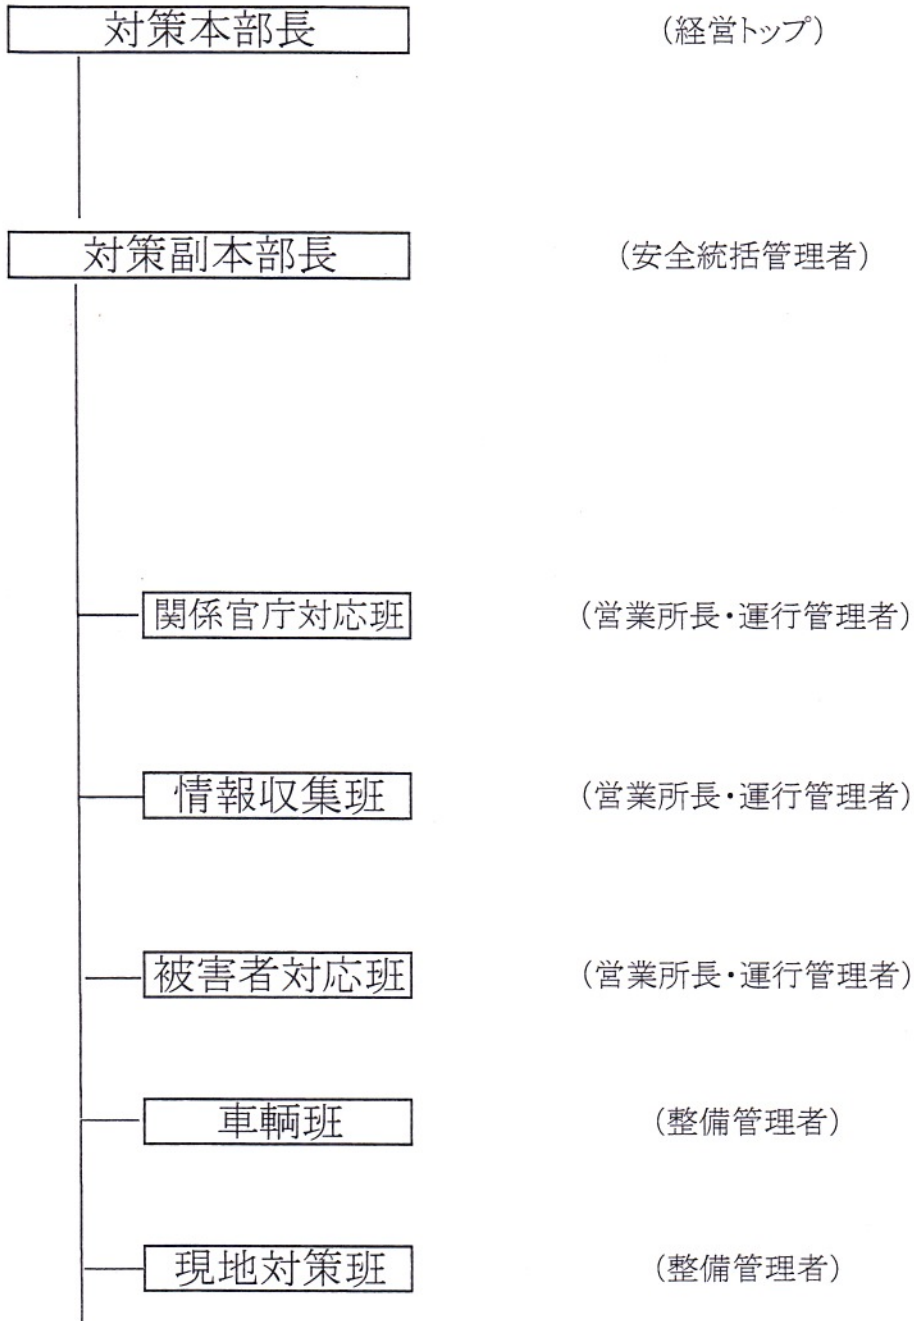 対策本部長 (経営トップ)
対策副本部長 (安全統括管理者)
関係官庁対応班 (営業所長・運行管理者)
情報収集班 (営業所長・運行管理者)
被害者対応班 (営業所長・運行管理者)
車輌班 (整備管理者)
現地対策班 (整備管理者)